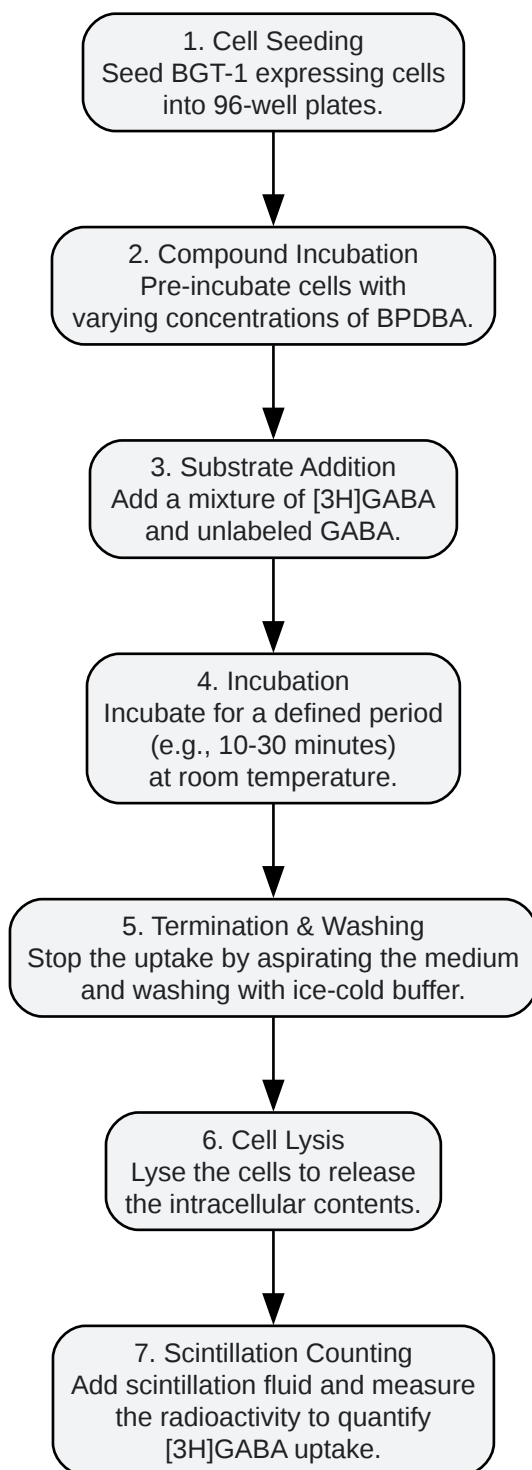 1. Cell Seeding
Seed BGT-1 expressing cells
into 96-well plates.
2. Compound Incubation
Pre-incubate cells with
varying concentrations of BPDBA.
3. Substrate Addition
Add a mixture of [3H]GABA
and unlabeled GABA.
4. Incubation
Incubate for a defined period
(e.g., 10-30 minutes)
at room temperature.
5. Termination & Washing
Stop the uptake by aspirating the medium
and washing with ice-cold buffer.
6. Cell Lysis
Lyse the cells to release
the intracellular contents.
7. Scintillation Counting
Add scintillation fluid and measure
the radioactivity to quantify
[3H]GABA uptake.